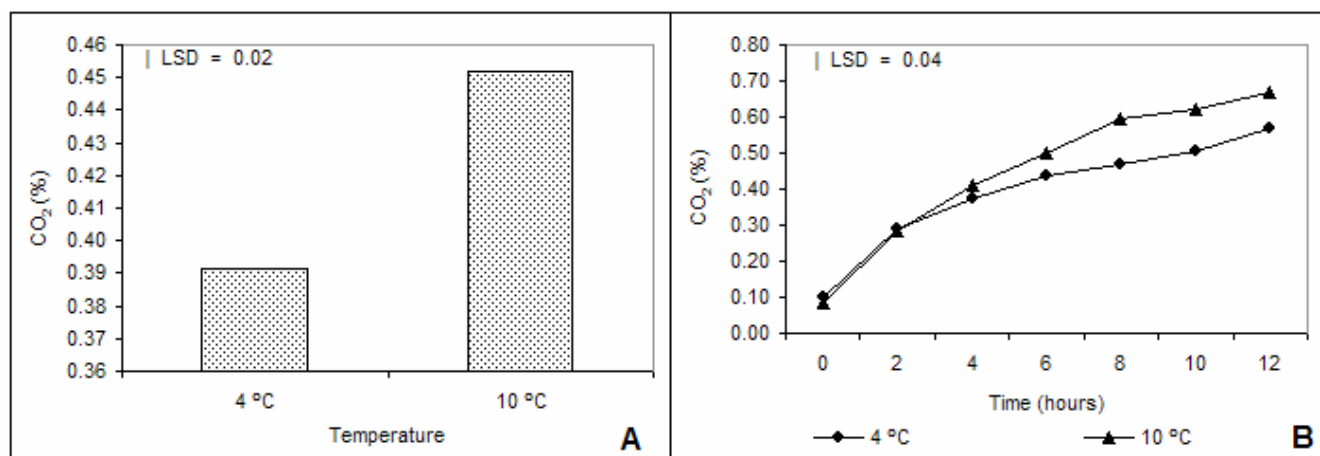 | LSD = 0.02
0.46
0.45
0.44
0.43
0.42
0.41
0.40
0.39
0.38
0.37
0.36
CO₂ (%)
4 ºC
10 ºC
Temperature
A
| LSD = 0.04
0.80
0.70
0.60
0.50
0.40
0.30
0.20
0.10
0.00
CO₂ (%)
0 2 4 6 8 10 12
Time (hours)
4 ºC
10 ºC
B